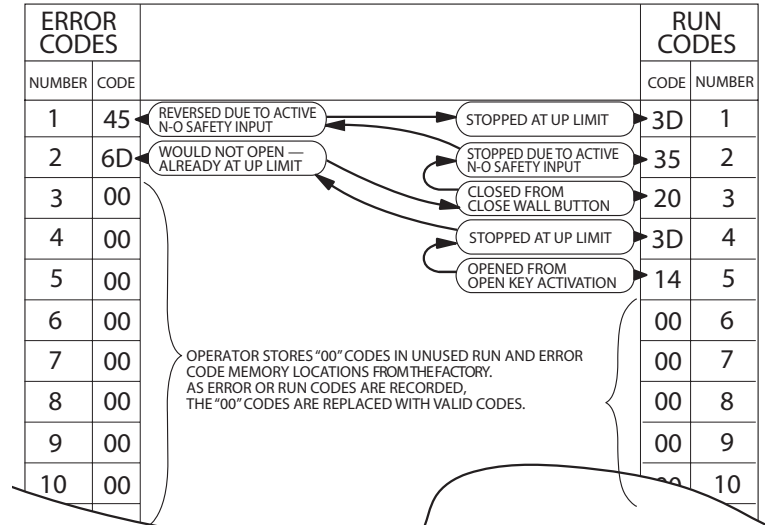 ERROR CODES
RUN CODES
NUMBER CODE
CODE NUMBER
1 45 REVERSED DUE TO ACTIVE N-O SAFETY INPUT STOPPED AT UP LIMIT 3D 1
2 6D WOULD NOT OPEN — ALREADY AT UP LIMIT STOPPED DUE TO ACTIVE N-O SAFETY INPUT 35 2
3 00 CLOSED FROM CLOSE WALL BUTTON 20 3
4 00 STOPPED AT UP LIMIT 3D 4
5 00 OPENED FROM OPEN KEY ACTIVATION 14 5
6 00 00 6
7 00 00 7
8 00 00 8
9 00 00 9
10 00 10
OPERATOR STORES “00” CODES IN UNUSED RUN AND ERROR
CODE MEMORY LOCATIONS FROM THE FACTORY.
AS ERROR OR RUN CODES ARE RECORDED,
THE “00” CODES ARE REPLACED WITH VALID CODES.